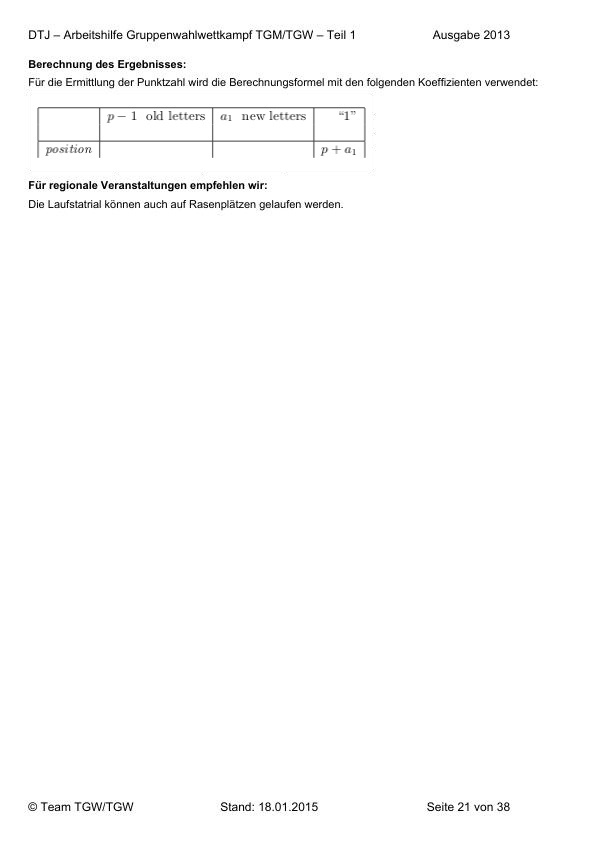 DTJ – Arbeitshilfe Gruppenwahlwettkampf TGM/TGW – Teil 1 Ausgabe 2013
Berechnung des Ergebnisses:
Für die Ermittlung der Punktzahl wird die Berechnungsformel mit den folgenden Koeffizienten verwendet:
p − 1 old letters a₁ new letters “1”
position p + a₁
Für regionale Veranstaltungen empfehlen wir:
Die Laufstatrial können auch auf Rasenplätzen gelaufen werden.
© Team TGW/TGW Stand: 18.01.2015 Seite 21 von 38